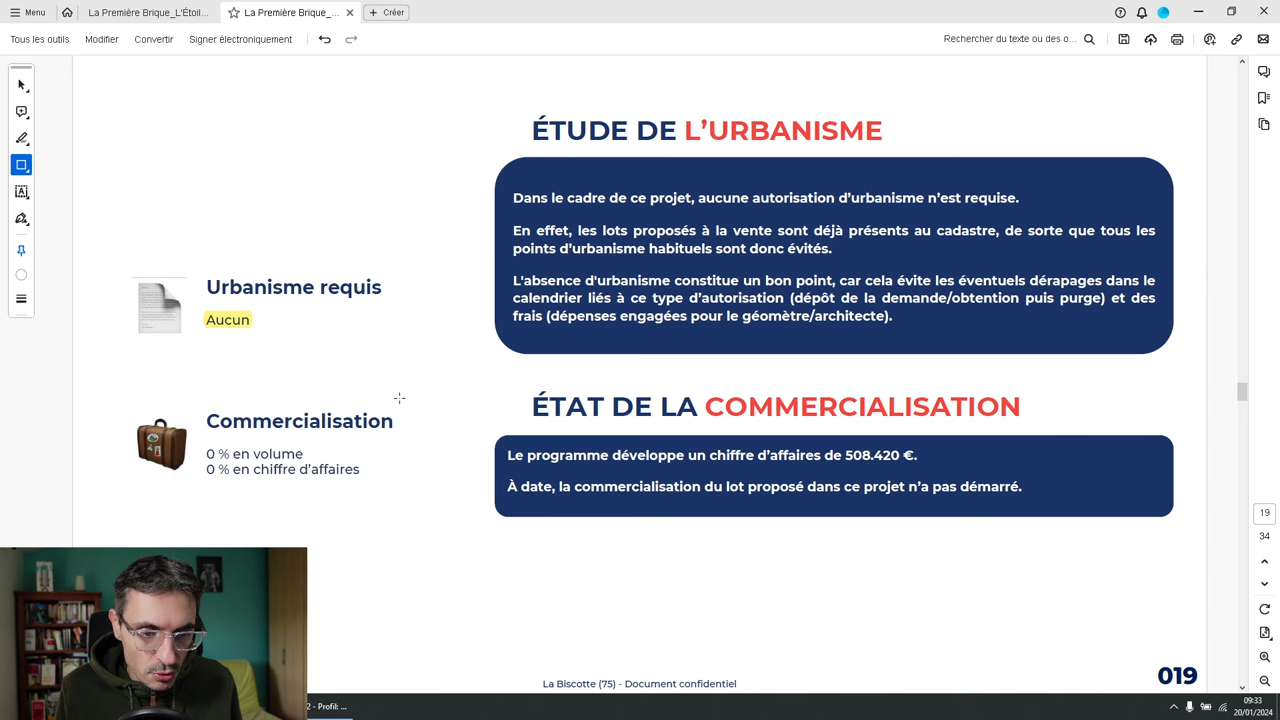 Menu
La Première Brique_L'Étoil...
La Première Brique_...
Créer
Tous les outils
Modifier
Convertir
Signer électroniquement
Rechercher du texte ou des o...
ÉTUDE DE L'URBANISME
Dans le cadre de ce projet, aucune autorisation d'urbanisme n'est requise.
En effet, les lots proposés à la vente sont déjà présents au cadastre, de sorte que tous les
points d'urbanisme habituels sont donc évités.
L'absence d'urbanisme constitue un bon point, car cela évite les éventuels dérapages dans le
calendrier liés à ce type d'autorisation (dépôt de la demande/obtention puis purge) et des
frais (dépenses engagées pour le géomètre/architecte).
Urbanisme requis
Aucun
ÉTAT DE LA COMMERCIALISATION
Le programme développe un chiffre d'affaires de 508.420 €.
À date, la commercialisation du lot proposé dans ce projet n'a pas démarré.
Commercialisation
0 % en volume
0 % en chiffre d'affaires
19
34
La Biscotte (75) - Document confidentiel
019
2 - Profil: ...
09:33
20/01/2024